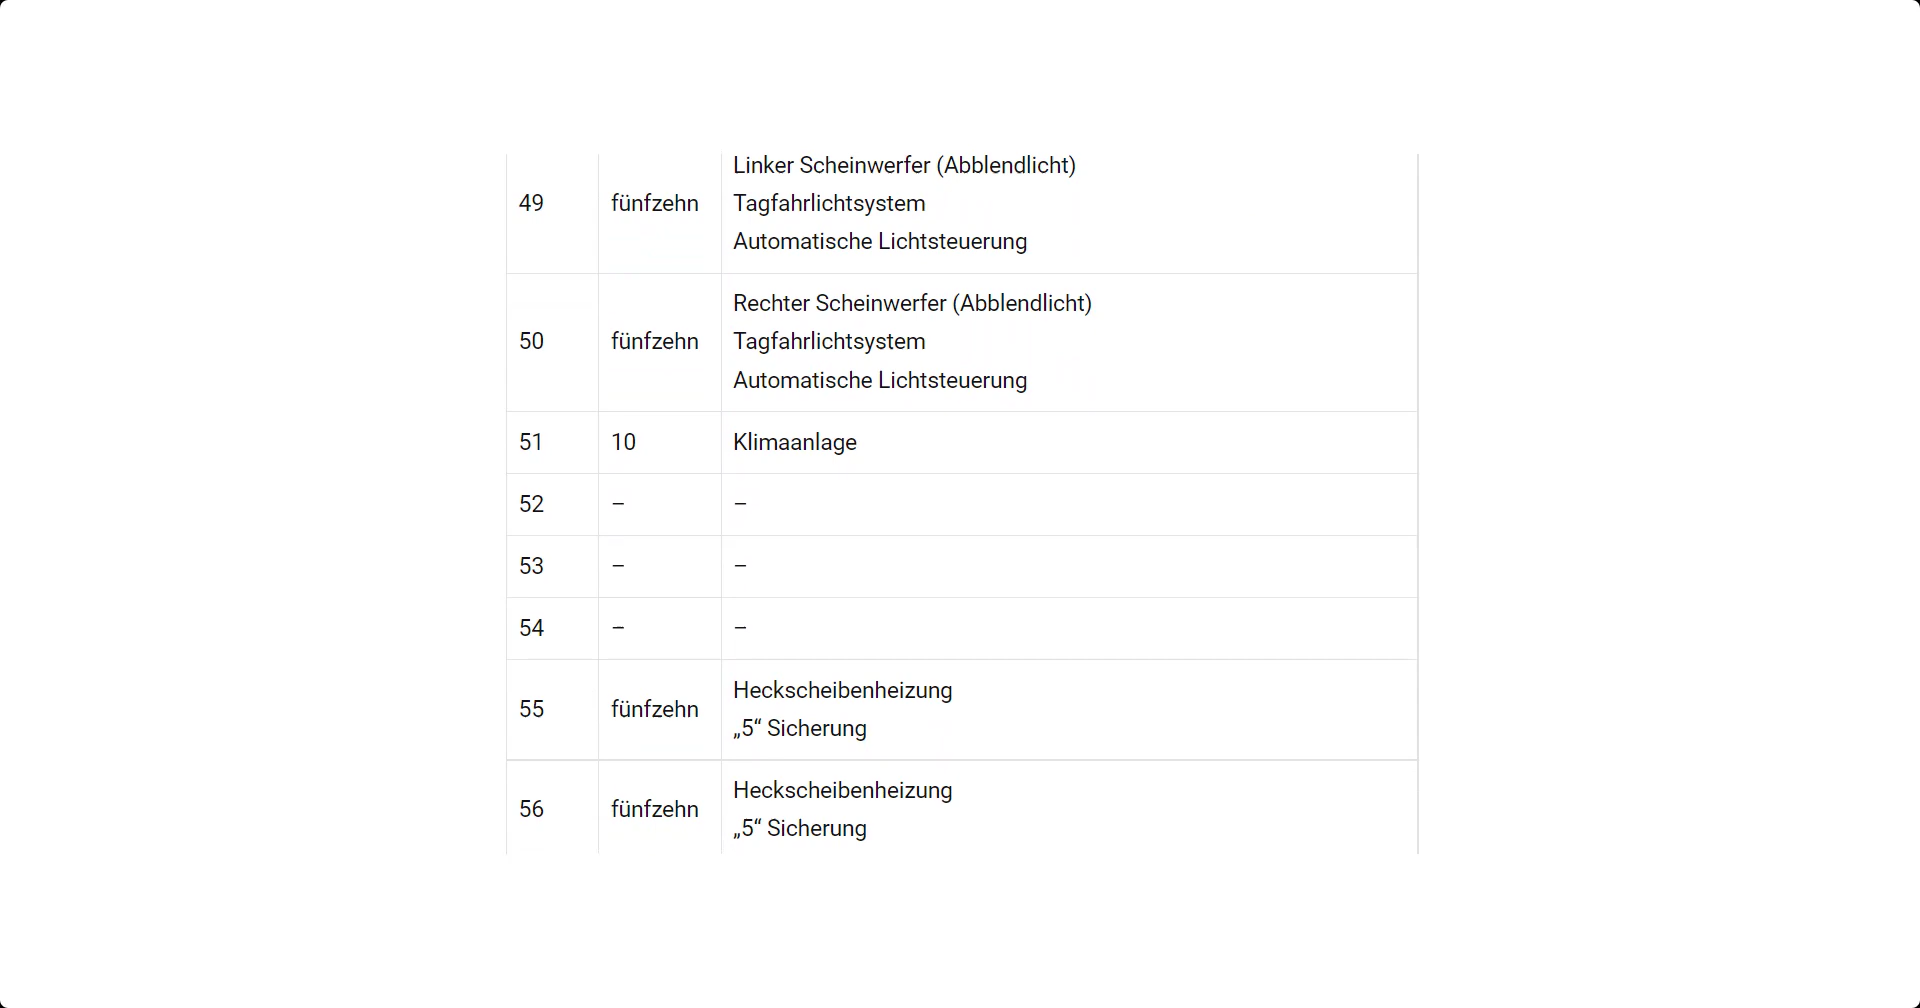 Linker Scheinwerfer (Abblendlicht)
49 fünfzehn Tagfahrlichtsystem
Automatische Lichtsteuerung
Rechter Scheinwerfer (Abblendlicht)
50 fünfzehn Tagfahrlichtsystem
Automatische Lichtsteuerung
51 10 Klimaanlage
52 – –
53 – –
54 – –
Heckscheibenheizung
55 fünfzehn
„5“ Sicherung
Heckscheibenheizung
56 fünfzehn
„5“ Sicherung